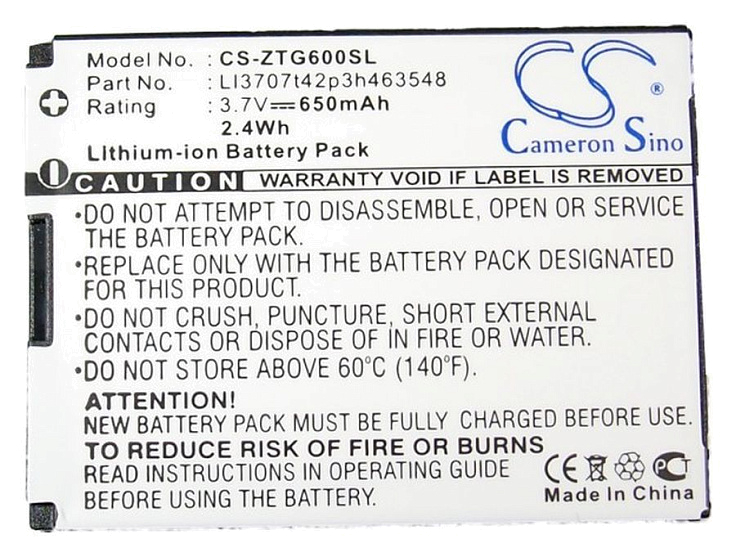 Model No. : CS-ZTG600SL
Part No. : LI3707t42p3h463548
Rating : 3.7V⎓650mAh
2.4Wh
Lithium-ion Battery Pack
CS
®
Cameron Sino
CAUTION WARRANTY VOID IF LABEL IS REMOVED
•DO NOT ATTEMPT TO DISASSEMBLE, OPEN OR SERVICE
THE BATTERY PACK.
•REPLACE ONLY WITH THE BATTERY PACK DESIGNATED
FOR THIS PRODUCT.
•DO NOT CRUSH, PUNCTURE, SHORT EXTERNAL
CONTACTS, OR DISPOSE OF IN FIRE OR WATER.
•DO NOT STORE ABOVE 60°C (140°F).
ATTENTION!
NEW BATTERY PACK MUST BE FULLY CHARGED BEFORE USE.
TO REDUCE RISK OF FIRE OR BURNS
READ INSTRUCTIONS IN OPERATING GUIDE
BEFORE USING THIS BATTERY.
CE PCT
Made In China